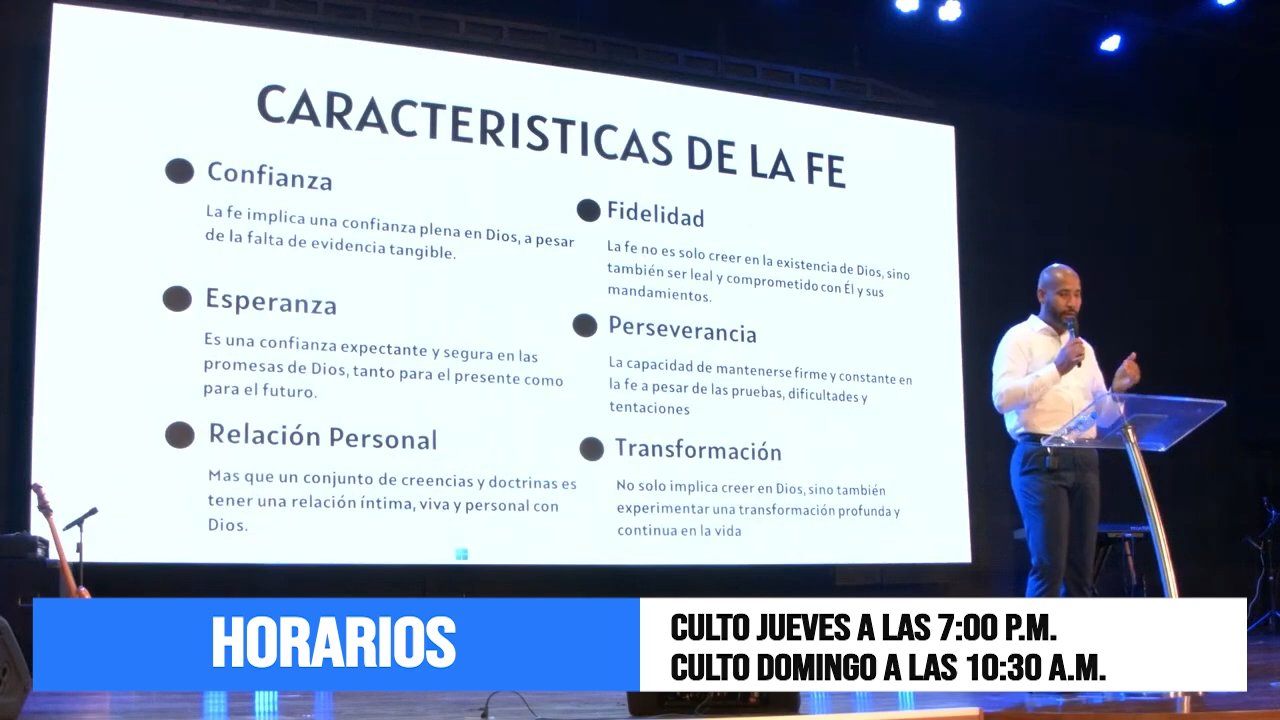 CARACTERISTICAS DE LA FE
Confianza
La fe implica una confianza plena en Dios, a pesar
de la falta de evidencia tangible.
Esperanza
Es una confianza expectante y segura en las
promesas de Dios, tanto para el presente como
para el futuro.
Relación Personal
Mas que un conjunto de creencias y doctrinas es
tener una relación íntima, viva y personal con
Dios.
Fidelidad
La fe no es solo creer en la existencia de Dios, sino
también ser leal y comprometido con Él y sus
mandamientos.
Perseverancia
La capacidad de mantenerse firme y constante en
la fe a pesar de las pruebas, dificultades y
tentaciones
Transformación
No solo implica creer en Dios, sino también
experimentar una transformación profunda y
continua en la vida
HORARIOS
CULTO JUEVES A LAS 7:00 P.M.
CULTO DOMINGO A LAS 10:30 A.M.